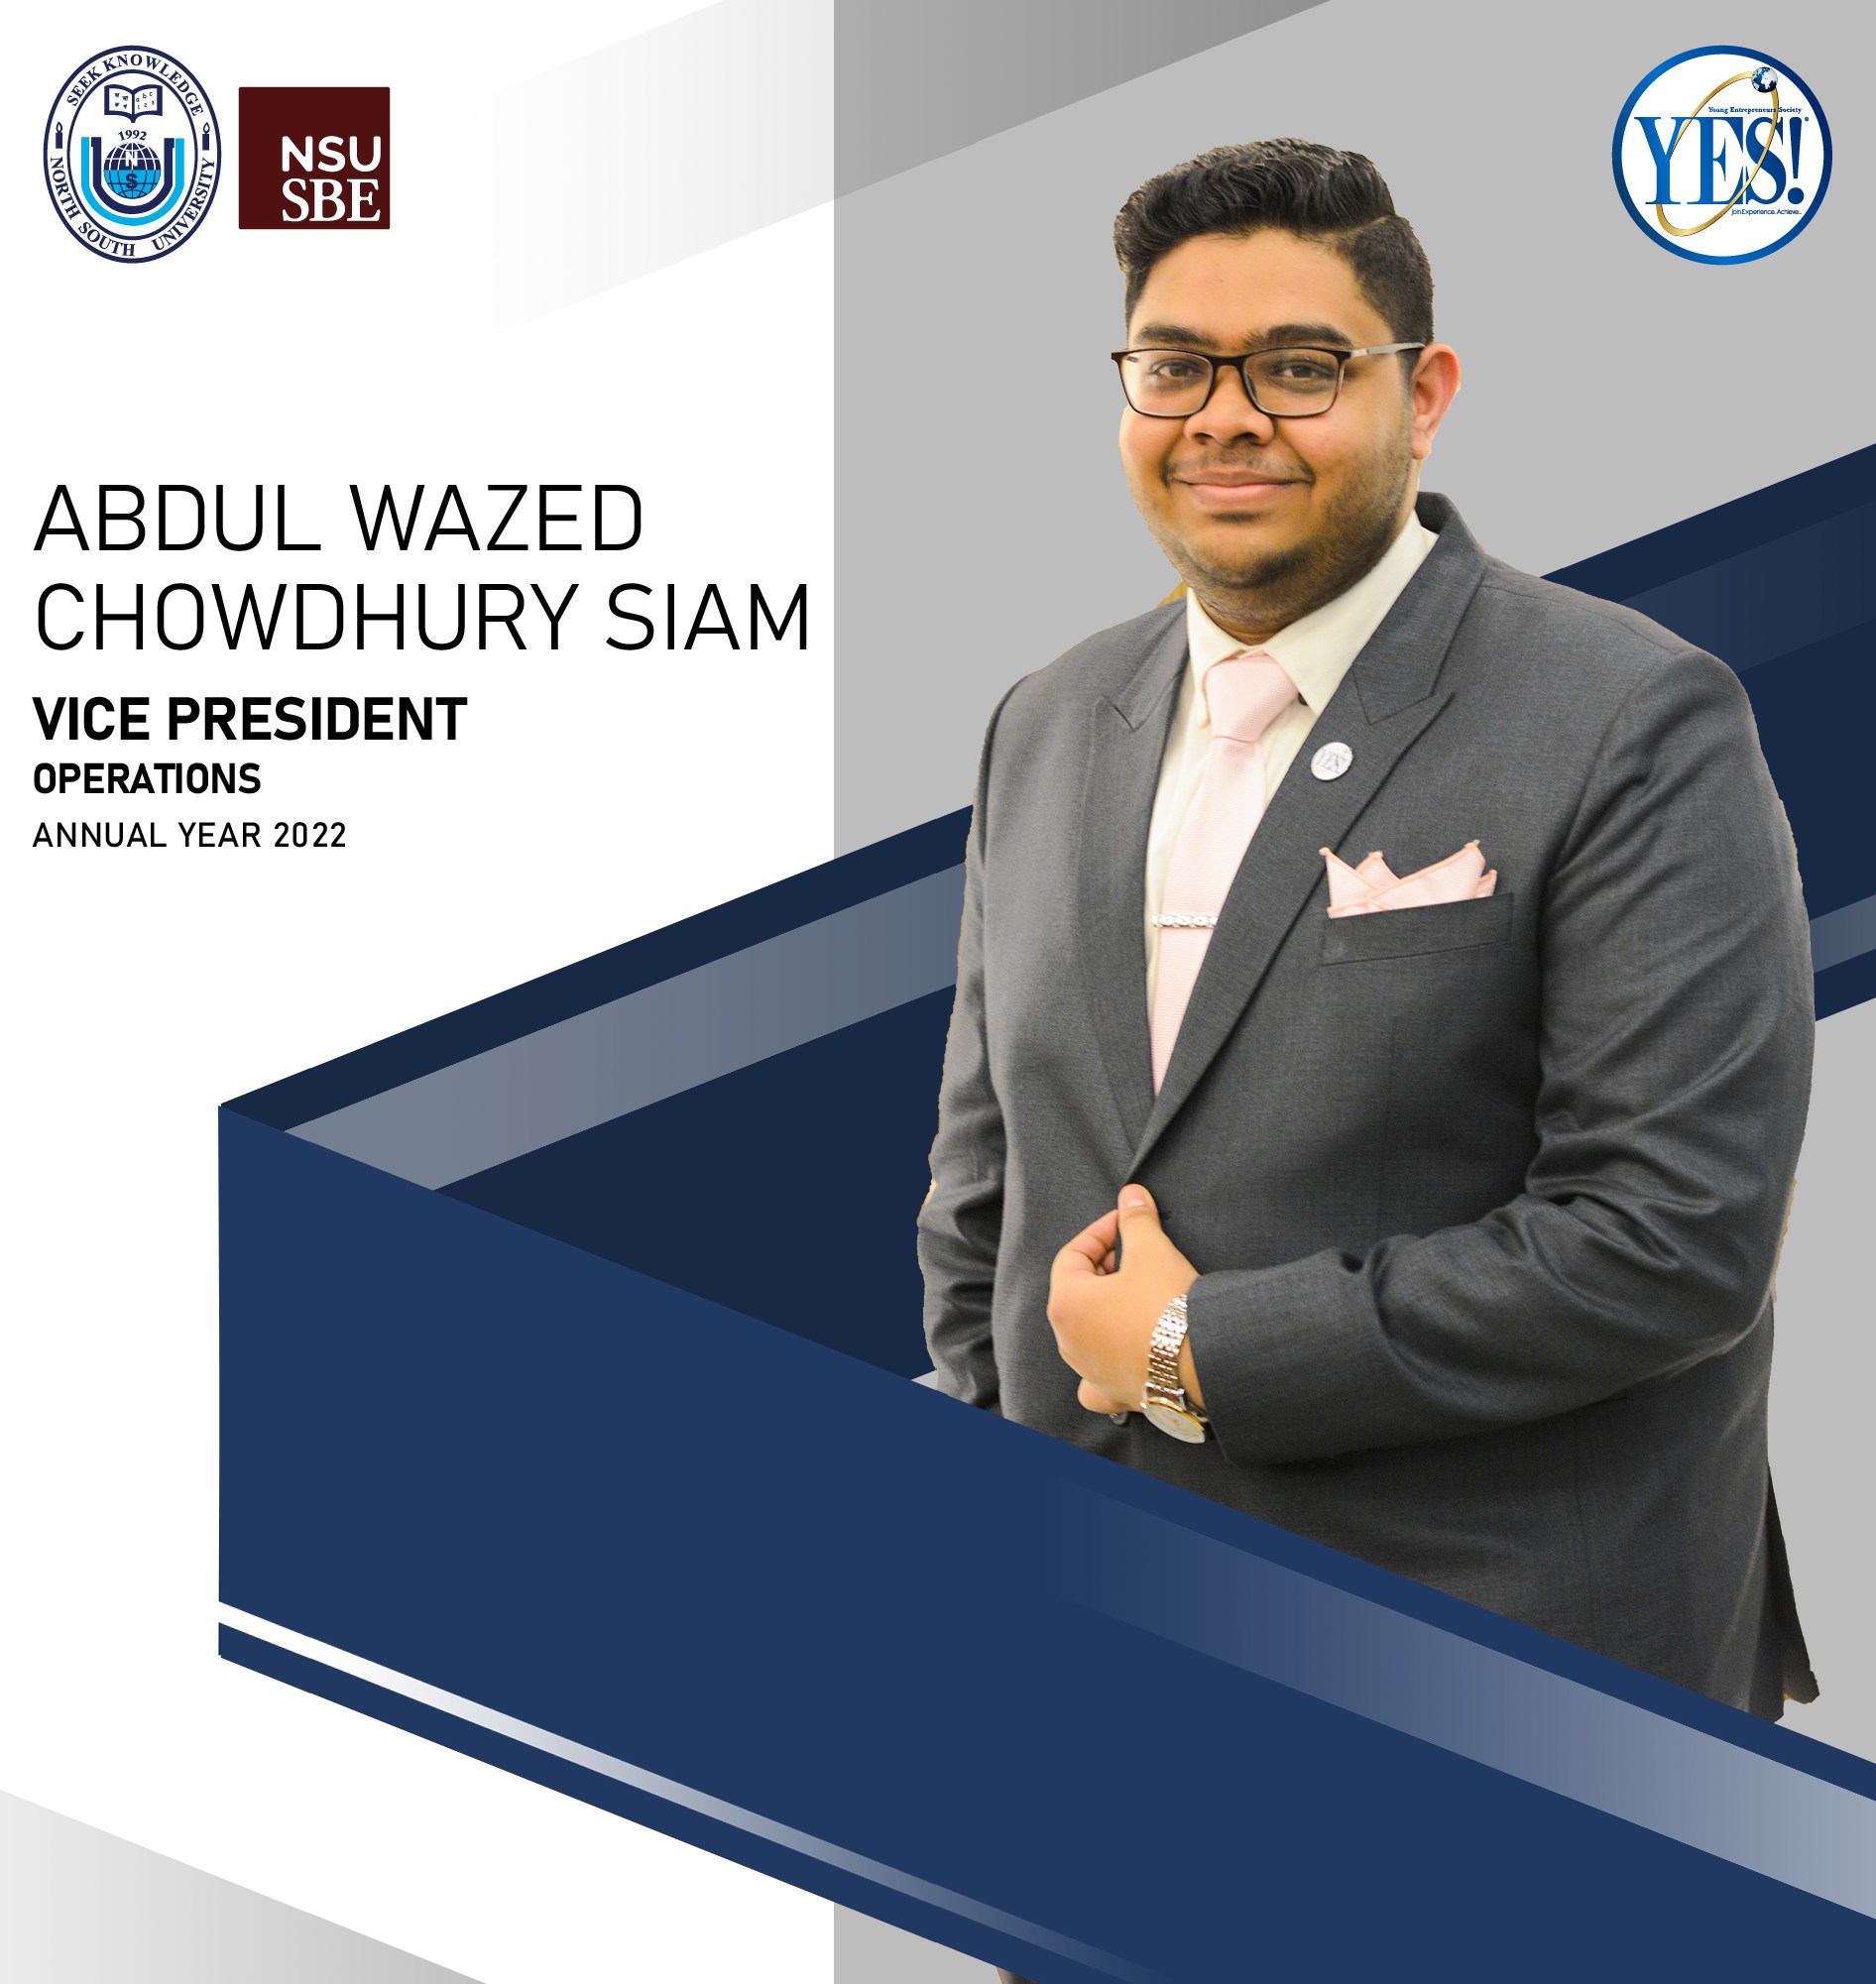 SEEK KNOWLEDGE
1992
N
$
NORTH SOUTH UNIVERSITY
NSU
SBE
Young Entrepreneurs Society
YES!
Join.Experience.Achieve...
ABDUL WAZED
CHOWDHURY SIAM
VICE PRESIDENT
OPERATIONS
ANNUAL YEAR 2022
YES!